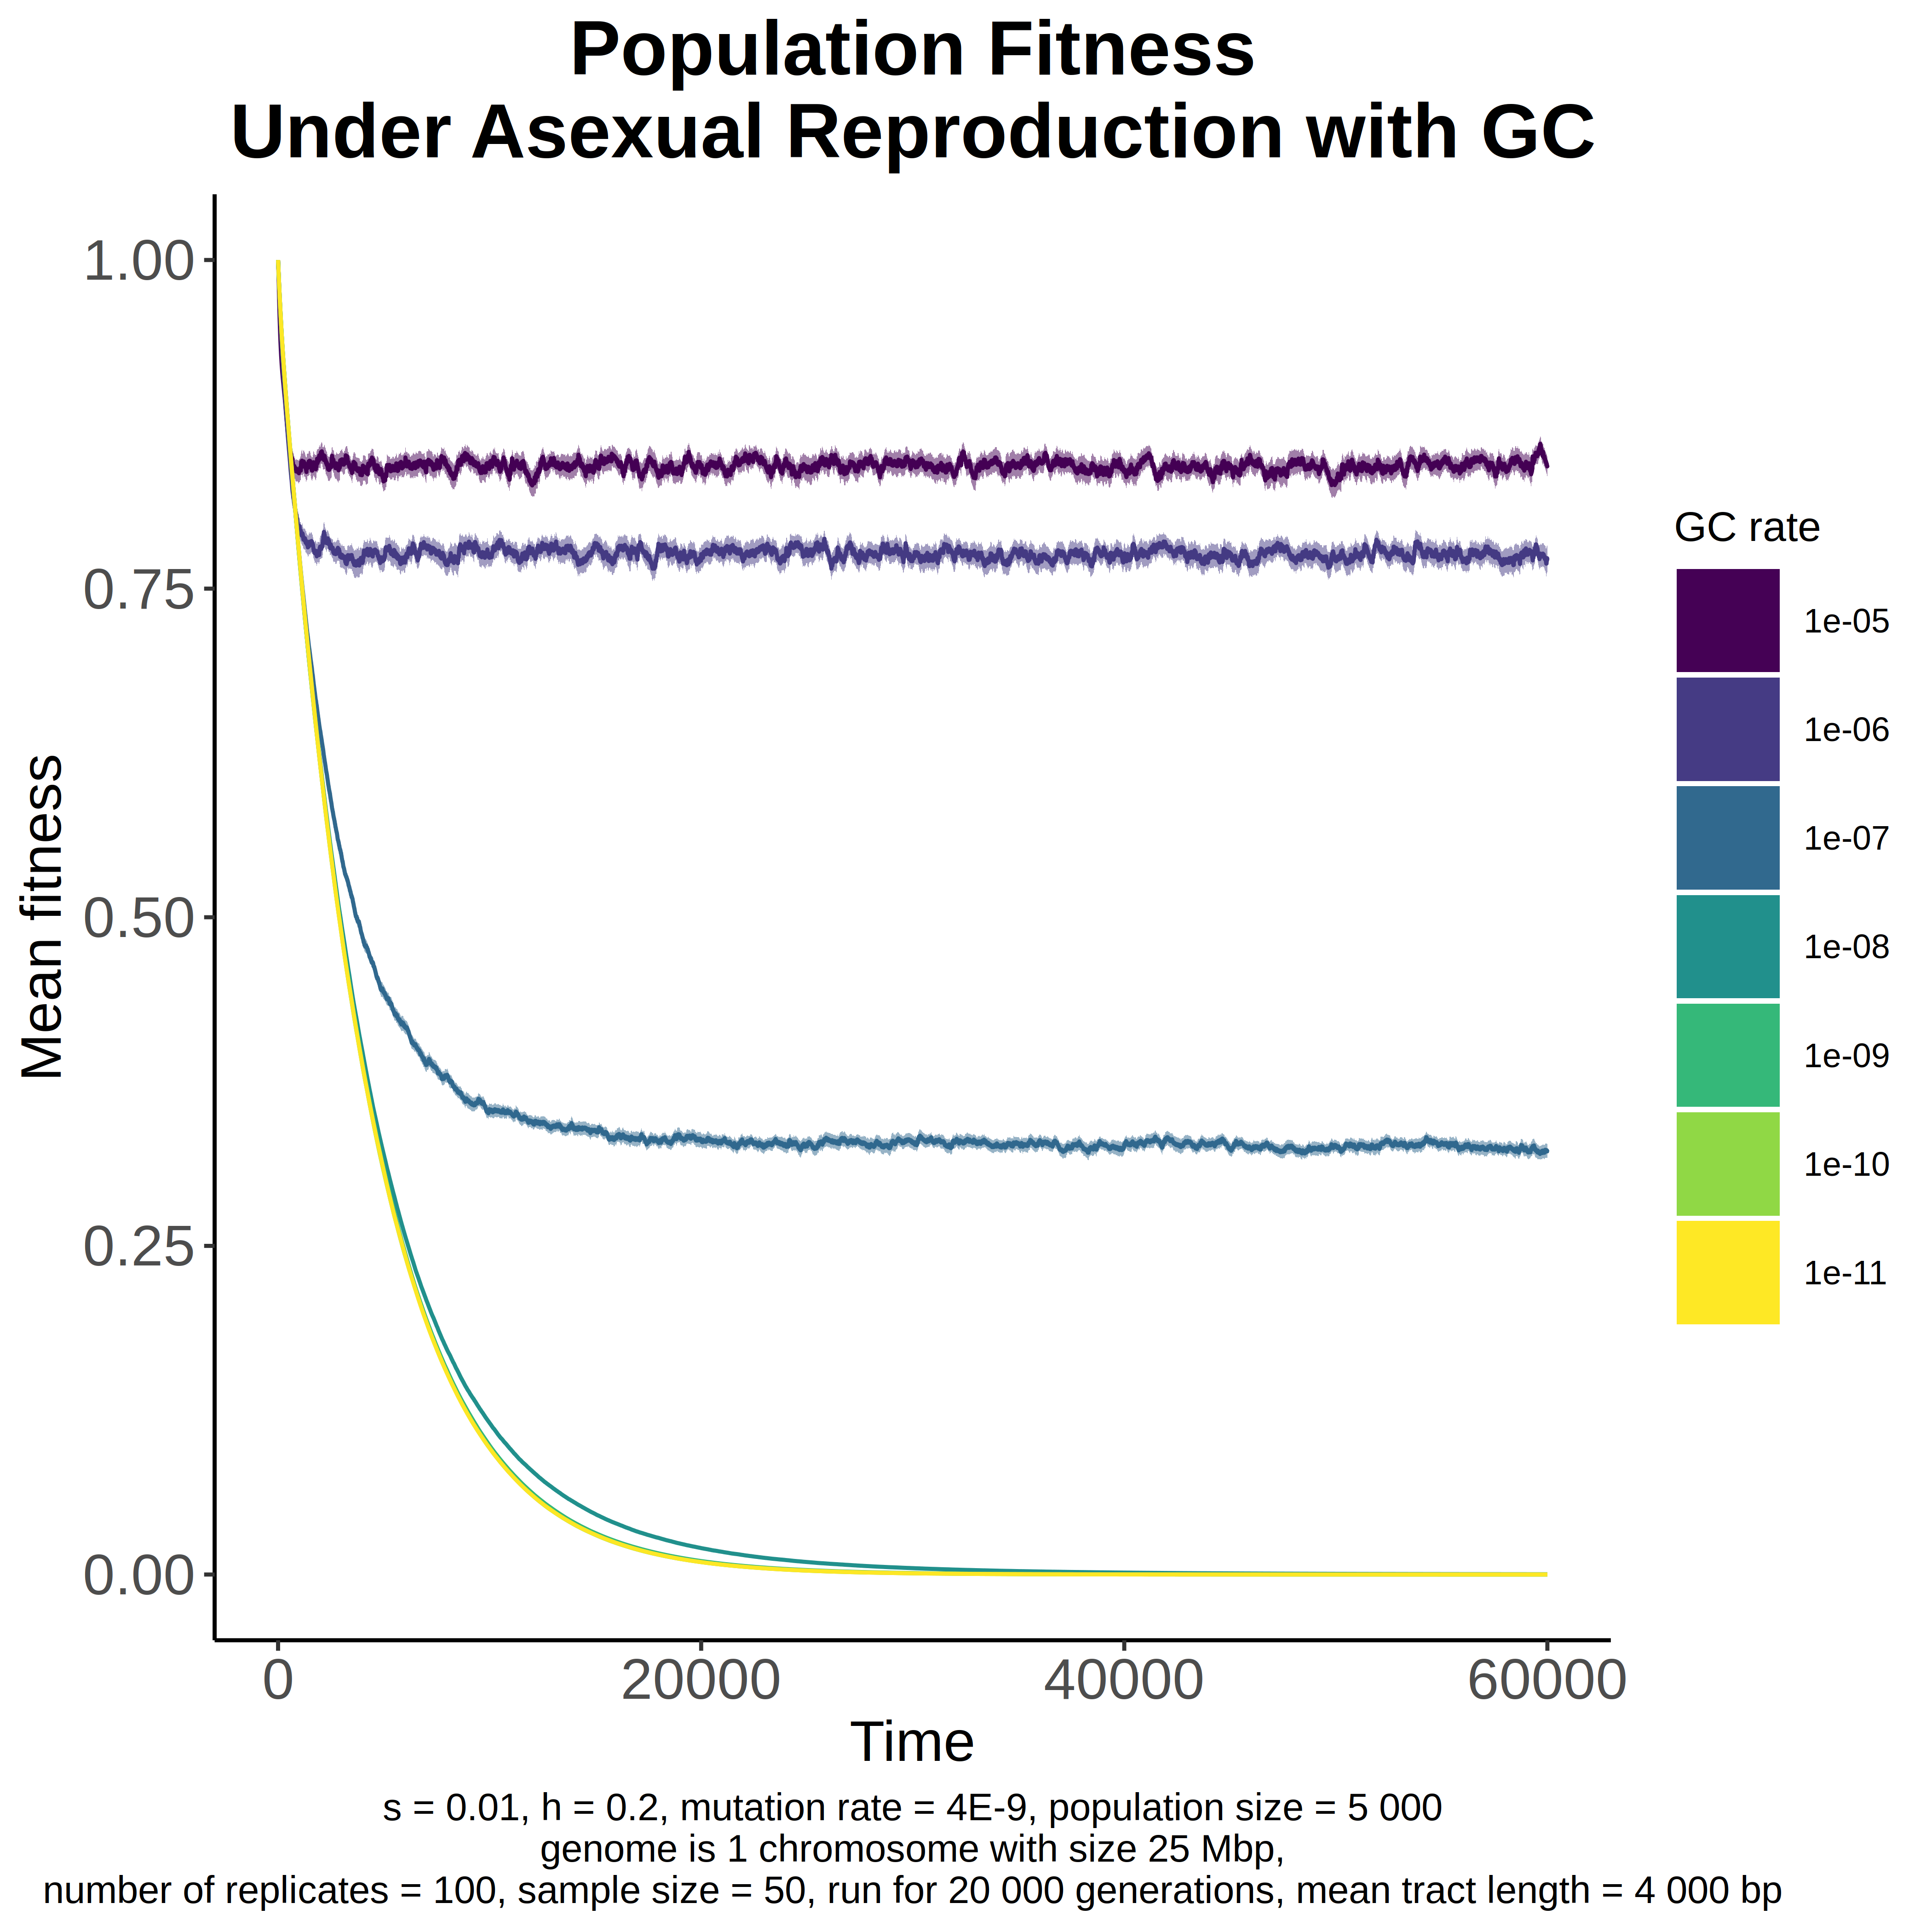 Population Fitness
Under Asexual Reproduction with GC
1.00
0.75
0.50
0.25
0.00
Mean fitness
0
20000
40000
60000
Time
GC rate
1e-05
1e-06
1e-07
1e-08
1e-09
1e-10
1e-11
s = 0.01, h = 0.2, mutation rate = 4E-9, population size = 5 000
genome is 1 chromosome with size 25 Mbp,
number of replicates = 100, sample size = 50, run for 20 000 generations, mean tract length = 4 000 bp